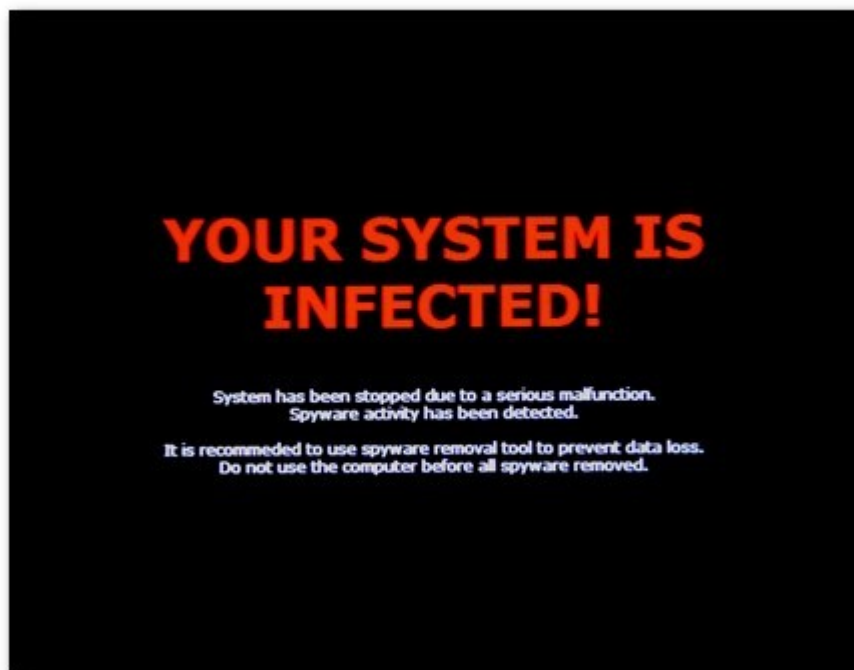 YOUR SYSTEM IS
INFECTED!
System has been stopped due to a serious malfunction.
Spyware activity has been detected.
It is recommeded to use spyware removal tool to prevent data loss.
Do not use the computer before all spyware removed.